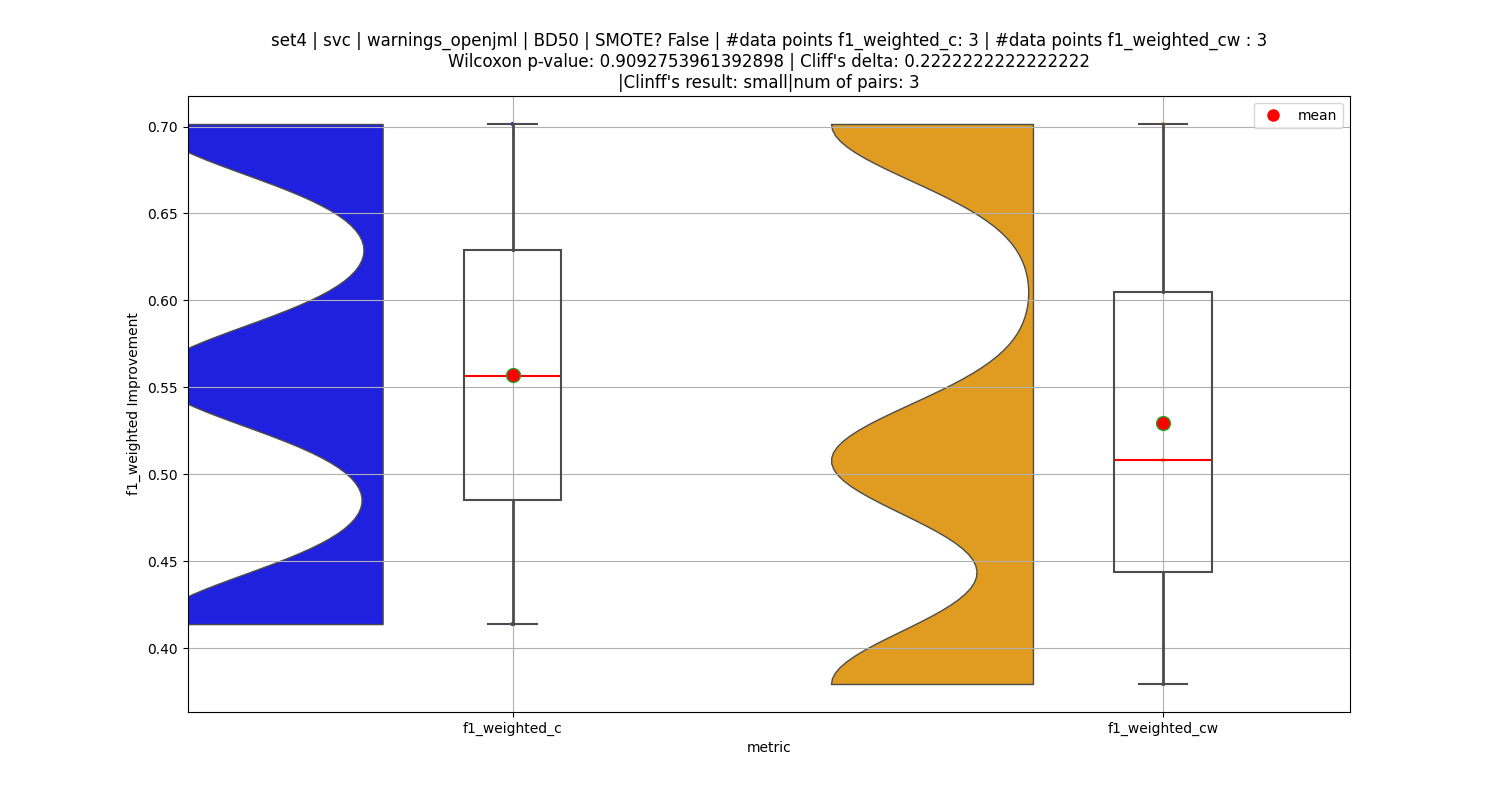 set4 | svc | warnings_openjml | BD50 | SMOTE? False | #data points f1_weighted_c: 3 | #data points f1_weighted_cw : 3
Wilcoxon p-value: 0.9092753961392898 | Cliff's delta: 0.2222222222222222
|Clinff's result: small|num of pairs: 3
mean
0.70
0.65
0.60
0.55
0.50
0.45
0.40
f1_weighted Improvement
f1_weighted_c
f1_weighted_cw
metric